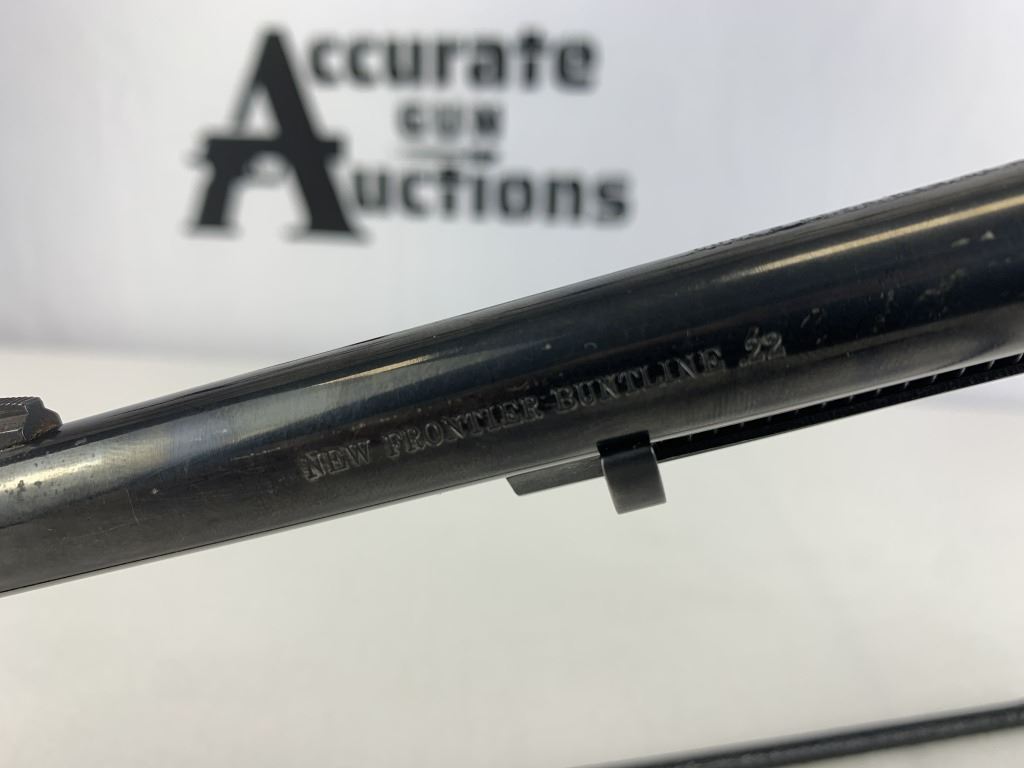 Accurate
GUN
Auctions
NEW FRONTIER BUNTLINE .22